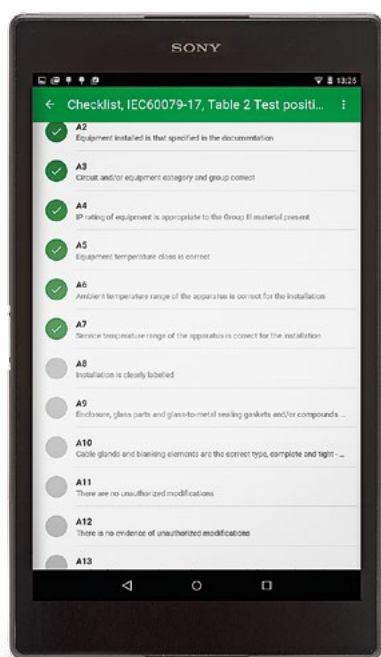 SONY
13:25
Checklist, IEC60079-17, Table 2 Test positi...
A2
Equipment installed is that specified in the documentation
A3
Circuit and/or equipment category and group correct
A4
IP rating of equipment is appropriate to the Group III material present
A5
Equipment temperature class is correct
A6
Ambient temperature range of the apparatus is correct for the installation
A7
Service temperature range of the apparatus is correct for the installation
A8
Installation is clearly labelled
A9
Enclosure, glass parts and glass-to-metal sealing gaskets and/or compounds ...
A10
Cable glands and blanking elements are the correct type, complete and tight - ...
A11
There are no unauthorized modifications
A12
There is no evidence of unauthorized modifications
A13